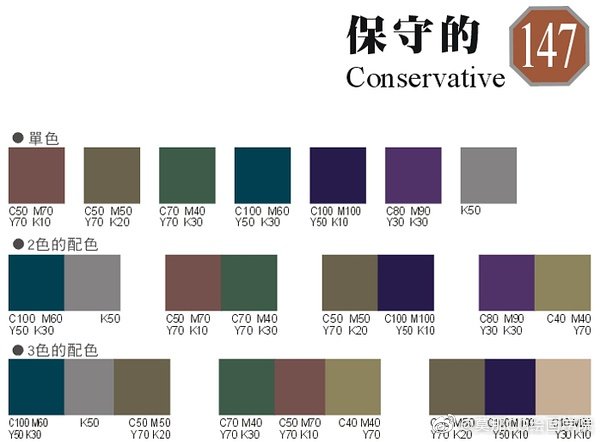 保守的
147
Conservative
● 單色
C50 M70
Y70 K10
C50 M50
Y70 K20
C70 M40
Y70 K30
C100 M60
Y50 K30
C100 M100
Y50 K10
C80 M90
Y30 K30
K50
● 2色的配色
C100 M60
Y50 K30
K50
C50 M70
Y70 K10
C70 M40
Y70 K30
C50 M50
Y70 K20
C100 M100
Y50 K10
C80 M90
Y30 K30
C40 M40
Y70
● 3色的配色
C100 M60
Y50 K30
K50
C50 M50
Y70 K20
C70 M40
Y70 K30
C50 M70
Y70 K10
C40 M40
Y70
C50 M50
Y70 K20
C100 M100
Y50 K10